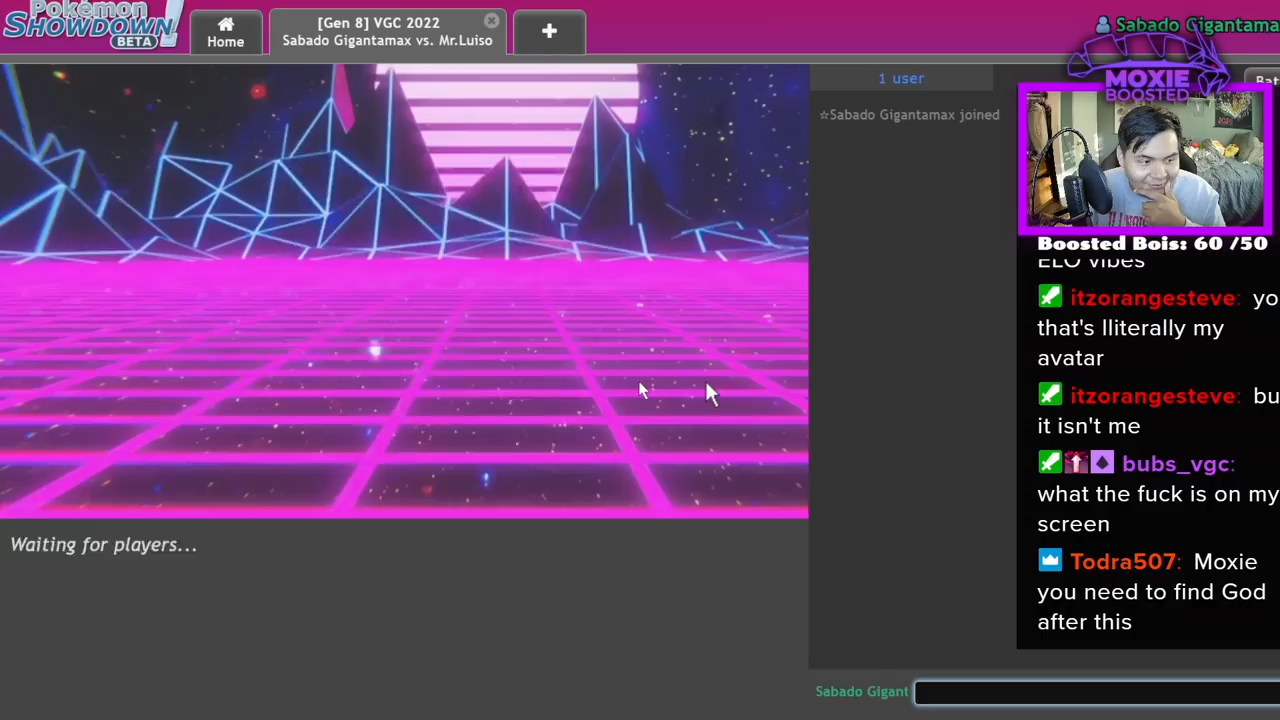 Pokémon
SHOWDOWN!
BETA
Home
[Gen 8] VGC 2022
Sabado Gigantamax vs. Mr.Luiso
Sabado Gigantama
1 user
Bat
☆Sabado Gigantamax joined
MOXIE
BOOSTED
ILLINOIS
Boosted Bois: 60 /50
ELO vibes
itzorangesteve: yo
that's lliterally my
avatar
itzorangesteve: bu
it isn't me
bubs_vgc:
what the fuck is on my
screen
Todra507: Moxie
you need to find God
after this
Waiting for players...
Sabado Gigant